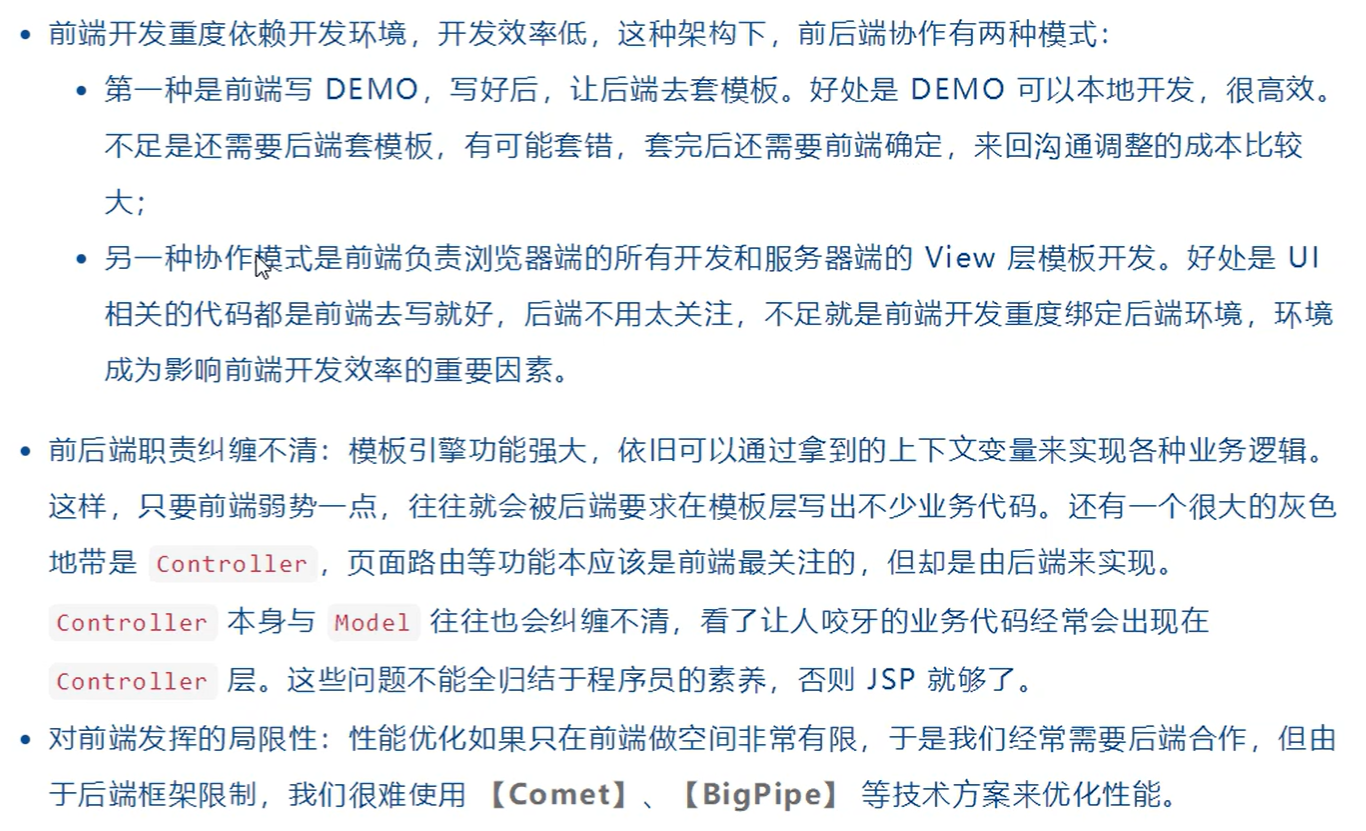 前端开发重度依赖开发环境，开发效率低，这种架构下，前后端协作有两种模式：
第一种是前端写 DEMO，写好后，让后端去套模板。好处是 DEMO 可以本地开发，很高效。
不足是还需要后端套模板，有可能套错，套完后还需要前端确定，来回沟通调整的成本比较
大；
另一种协作模式是前端负责浏览器端的所有开发和服务器端的 View 层模板开发。好处是 UI
相关的代码都是前端去写就好，后端不用太关注，不足就是前端开发重度绑定后端环境，环境
成为影响前端开发效率的重要因素。
前后端职责纠缠不清：模板引擎功能强大，依旧可以通过拿到的上下文变量来实现各种业务逻辑。
这样，只要前端弱势一点，往往就会被后端要求在模板层写出不少业务代码。还有一个很大的灰色
地带是 Controller，页面路由等功能本应该是前端最关注的，但却是由后端来实现。
Controller 本身与 Model 往往也会纠缠不清，看了让人咬牙的业务代码经常会出现在
Controller 层。这些问题不能全归结于程序员的素养，否则 JSP 就够了。
对前端发挥的局限性：性能优化如果只在前端做空间非常有限，于是我们经常需要后端合作，但由
于后端框架限制，我们很难使用 【Comet】、【BigPipe】 等技术方案来优化性能。